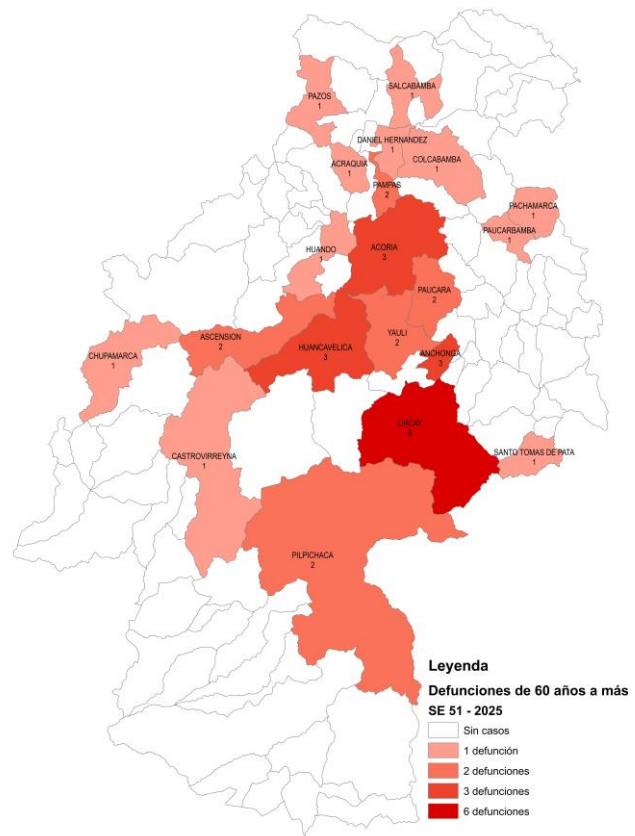 SALCABAMBA
1
PAZOS
1
DANIEL HERNANDEZ
1
COLCABAMBA
1
ACRAQUIA
1
PAMPAS
2
PACHAMARCA
1
PAUCARBAMBA
1
HUANDO
1
ACORIA
3
PAUCARA
2
ASCENSION
2
YAULI
2
HUANCAVELICA
3
ANCHONGA
3
CHUPAMARCA
1
LIRCAY
6
CASTROVIRREYNA
1
SANTO TOMAS DE PATA
1
PILPICHACA
2
Leyenda
Defunciones de 60 años a más
SE 51 - 2025
Sin casos
1 defunción
2 defunciones
3 defunciones
6 defunciones